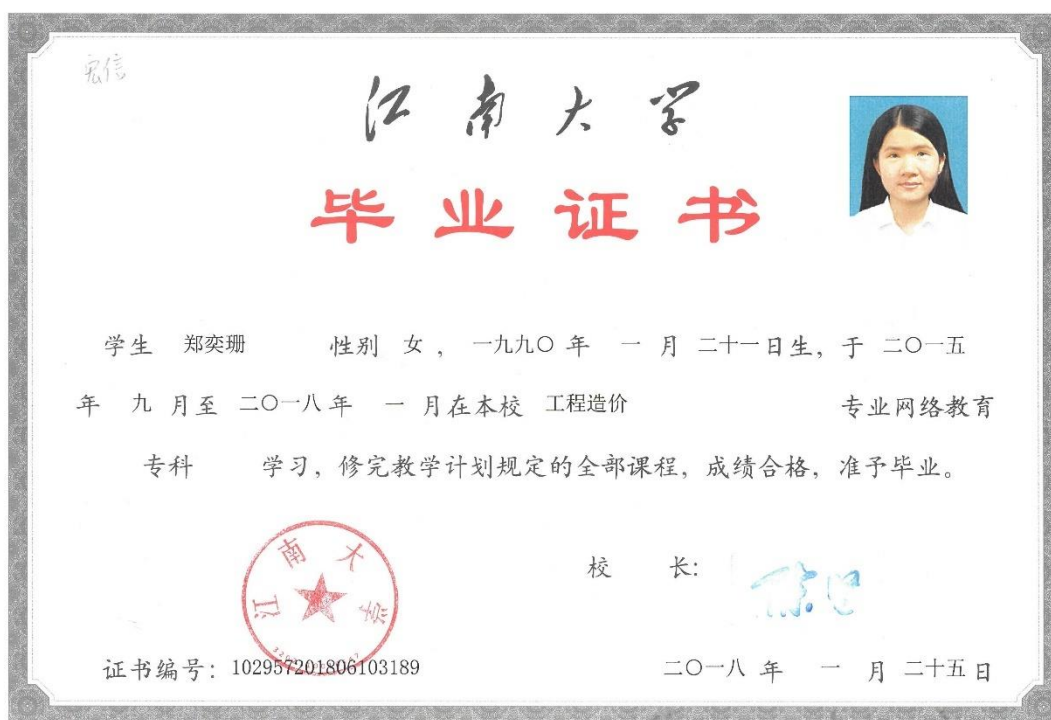 宏信
江南大学
毕业证书
学生 郑奕珊 性别 女 ， 一九九〇 年 一 月 二十一日生，于 二〇一五
年 九 月至 二〇一八 年 一 月在本校 工程造价 专业网络教育
专科 学习，修完教学计划规定的全部课程，成绩合格，准予毕业。
江南大学
校 长：
证书编号：102957201806103189
二〇一八 年 一 月 二十五日